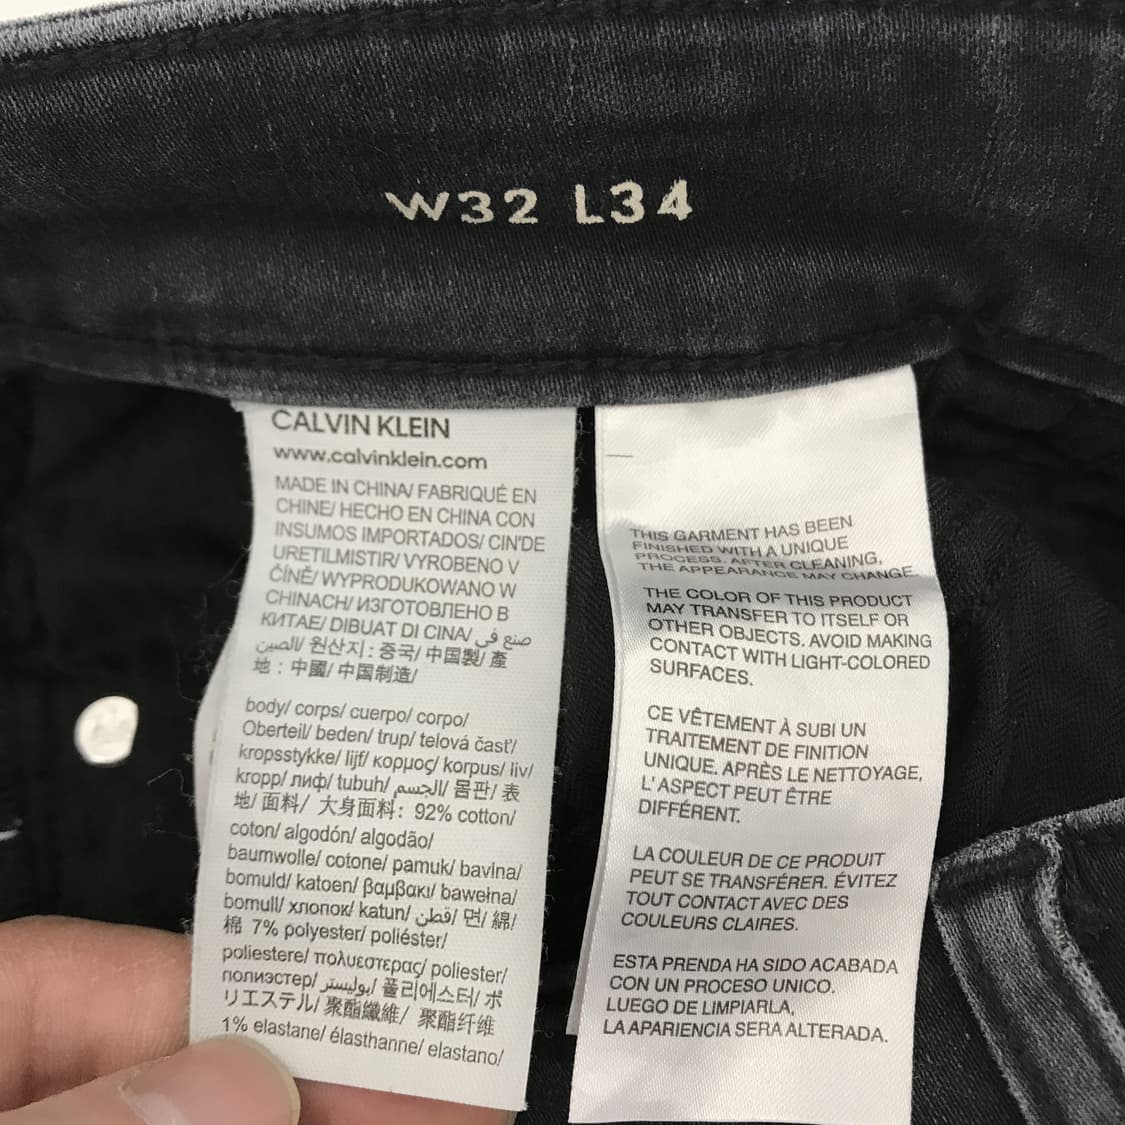 W32 L34
CALVIN KLEIN
www.calvinklein.com
MADE IN CHINA/ FABRIQUÉ EN
CHINE/ HECHO EN CHINA CON
INSUMOS IMPORTADOS/ CIN'DE
URETILMISTIR/ VYROBENO V
ČÍNĚ/ WYPRODUKOWANO W
CHINACH/ ИЗГОТОВЛЕНО В
КИТАЕ/ DIBUAT DI CINA/ صنع في
الصين/ 원산지 : 중국/ 中国製/ 產
地 : 中國/ 中国制造/
body/ corps/ cuerpo/ corpo/
Oberteil/ beden/ trup/ telová časť/
kropsstykke/ lijf/ κορμος/ korpus/ liv/
kropp/ лиф/ tubuh/ الجسم/ 몸판/ 表
地/ 面料/ 大身面料: 92% cotton/
coton/ algodón/ algodão/
baumwolle/ cotone/ pamuk/ bavlna/
bomuld/ katoen/ βαμβακι/ bawełna/
bomull/ хлопок/ katun/ قطن/ 면/ 綿/
棉 7% polyester/ poliéster/
poliestere/ πολυεστερας/ poliester/
полиэстер/ بوليستر/ 폴리에스터/ ポ
リエステル/ 聚酯纖維/ 聚酯纤维
1% elastane/ élasthanne/ elastano/
THIS GARMENT HAS BEEN
FINISHED WITH A UNIQUE
PROCESS. AFTER CLEANING,
THE APPEARANCE MAY CHANGE.
THE COLOR OF THIS PRODUCT
MAY TRANSFER TO ITSELF OR
OTHER OBJECTS. AVOID MAKING
CONTACT WITH LIGHT-COLORED
SURFACES.
CE VÊTEMENT À SUBI UN
TRAITEMENT DE FINITION
UNIQUE. APRÈS LE NETTOYAGE,
L' ASPECT PEUT ÊTRE
DIFFÉRENT.
LA COULEUR DE CE PRODUIT
PEUT SE TRANSFÉRER. ÉVITEZ
TOUT CONTACT AVEC DES
COULEURS CLAIRES.
ESTA PRENDA HA SIDO ACABADA
CON UN PROCESO UNICO.
LUEGO DE LIMPIARLA,
LA APARIENCIA SERA ALTERADA.